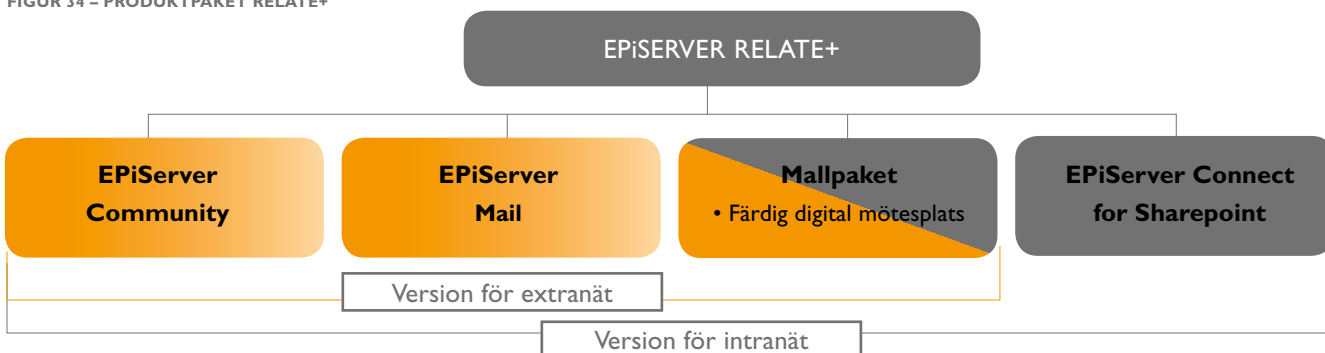 FIGUR 34 – PRODUKTPAKET RELATE+
EPiSERVER RELATE+
EPiServer
Community
EPiServer
Mail
Mallpaket
• Färdig digital mötesplats
EPiServer Connect
for Sharepoint
Version för extranät
Version för intranät